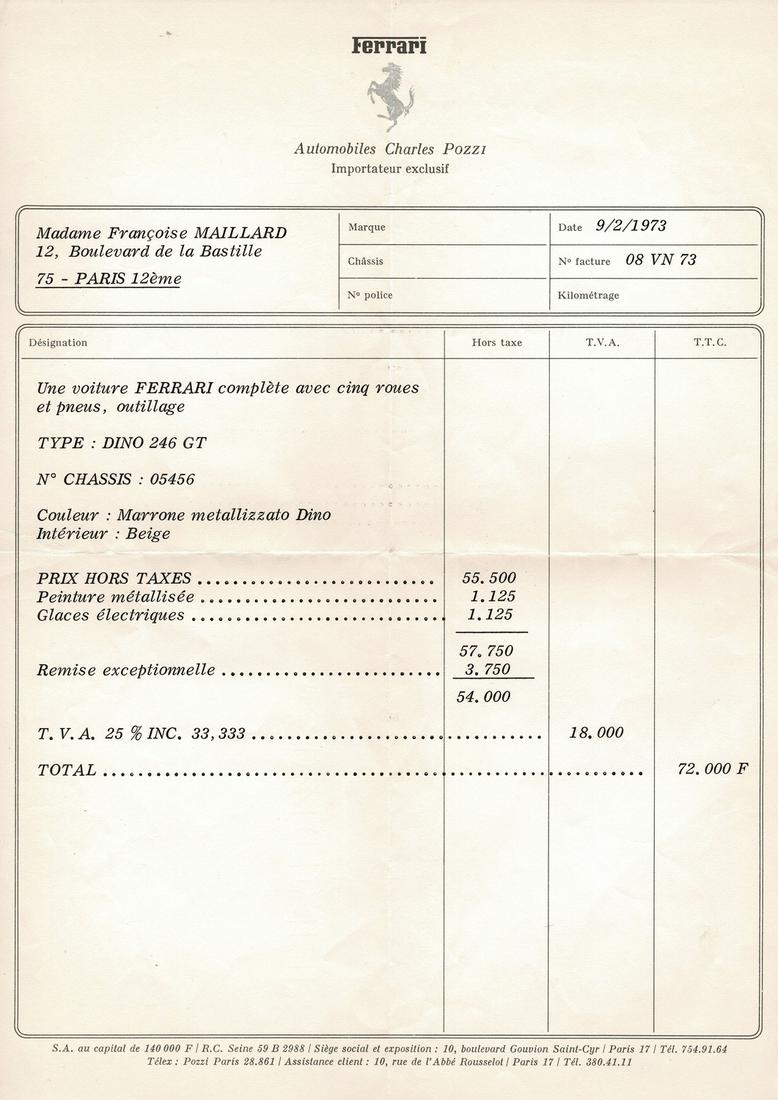 Ferrari
Automobiles Charles POZZI
Importateur exclusif
Madame Françoise MAILLARD
12, Boulevard de la Bastille
75 - PARIS 12ème
Marque
Châssis
Nº police
Date 9/2/1973
Nº facture 08 VN 73
Kilométrage
Désignation Hors taxe T.V.A. T.T.C.
Une voiture FERRARI complète avec cinq roues
et pneus, outillage
TYPE : DINO 246 GT
N° CHASSIS : 05456
Couleur : Marrone metallizzato Dino
Intérieur : Beige
PRIX HORS TAXES ........................... 55.500
Peinture métallisée ........................... 1.125
Glaces électriques ............................ 1.125
57.750
Remise exceptionnelle ......................... 3.750
54.000
T.V.A. 25 % INC. 33,333 ................................. 18.000
TOTAL ............................................................ 72.000 F
S.A. au capital de 140 000 F | R.C. Seine 59 B 2988 | Siège social et exposition : 10, boulevard Gouvion Saint-Cyr | Paris 17 | Tél. 754.91.64
Télex : Pozzi Paris 28.861 | Assistance client : 10, rue de l'Abbé Rousselot | Paris 17 | Tél. 380.41.11